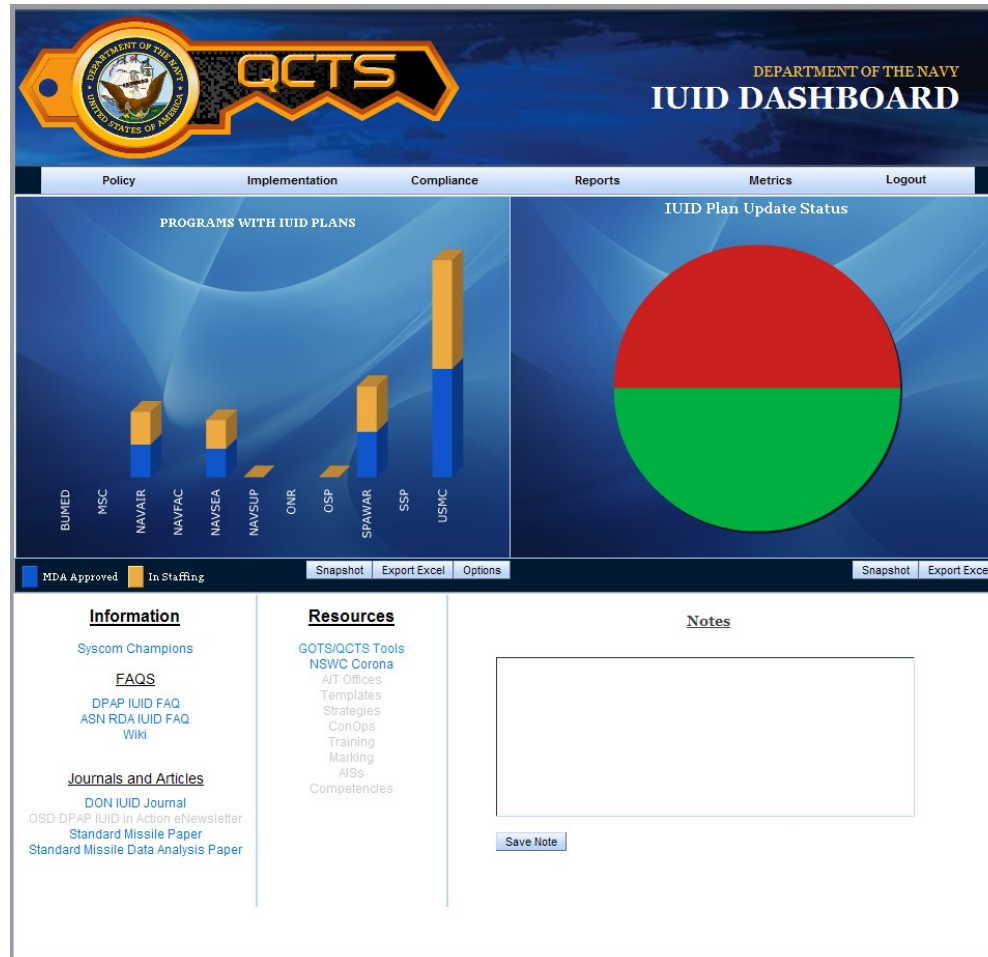 DEPARTMENT OF THE NAVY
UNITED STATES OF AMERICA
QCTS
DEPARTMENT OF THE NAVY
IUID DASHBOARD
Policy Implementation Compliance Reports Metrics Logout
PROGRAMS WITH IUID PLANS
BUMED
MSC
NAVAIR
NAVFAC
NAVSEA
NAVSUP
ONR
OSP
SPAWAR
SSP
USMC
MDA Approved In Staffing
Snapshot Export Excel Options
IUID Plan Update Status
Snapshot Export Exce
Information
Syscom Champions
FAQS
DPAP IUID FAQ
ASN RDA IUID FAQ
Wiki
Journals and Articles
DON IUID Journal
OSD DPAP IUID in Action eNewsletter
Standard Missile Paper
Standard Missile Data Analysis Paper
Resources
GOTS/QCTS Tools
NSWC Corona
AIT Offices
Templates
Strategies
ConOps
Training
Marking
AISs
Competencies
Notes
Save Note